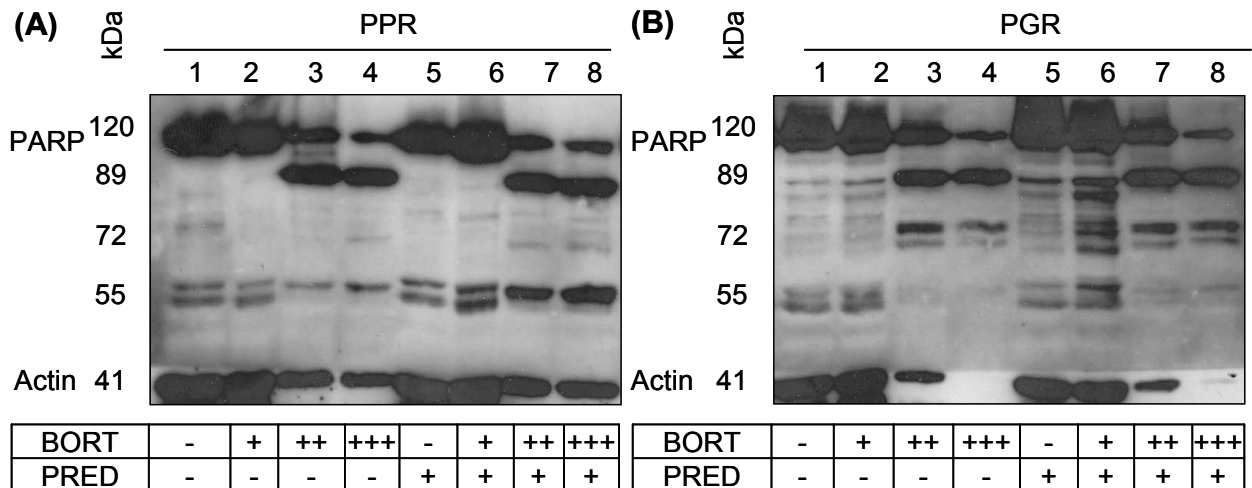 (A) kDa PPR
1 2 3 4 5 6 7 8
PARP 120
89
72
55
Actin 41
BORT - + ++ +++ - + ++ +++
PRED - - - - + + + +
(B) kDa PGR
1 2 3 4 5 6 7 8
PARP 120
89
72
55
Actin 41
BORT - + ++ +++ - + ++ +++
PRED - - - - + + + +